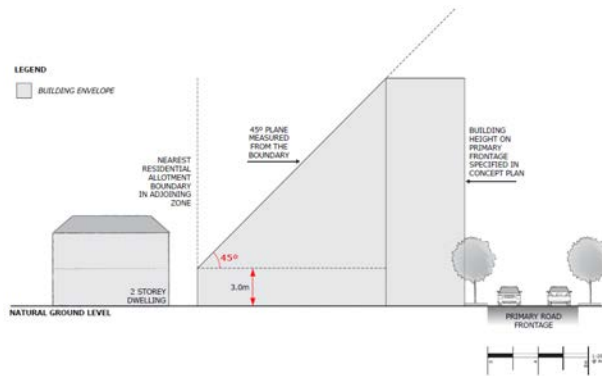 LEGEND
BUILDING ENVELOPE
NEAREST
RESIDENTIAL
ALLOTMENT
BOUNDARY
IN ADJOINING
ZONE
45º PLANE
MEASURED
FROM THE
BOUNDARY
BUILDING
HEIGHT ON
PRIMARY
FRONTAGE
SPECIFIED IN
CONCEPT PLAN
45º
3.0m
2 STOREY
DWELLING
NATURAL GROUND LEVEL
PRIMARY ROAD
FRONTAGE